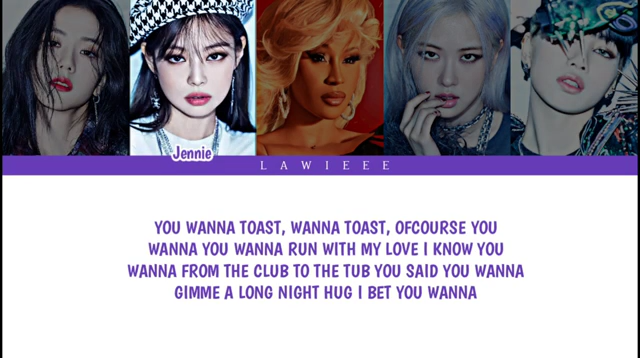 Jennie
L A W I E E E
YOU WANNA TOAST, WANNA TOAST, OFCOURSE YOU
WANNA YOU WANNA RUN WITH MY LOVE I KNOW YOU
WANNA FROM THE CLUB TO THE TUB YOU SAID YOU WANNA
GIMME A LONG NIGHT HUG I BET YOU WANNA